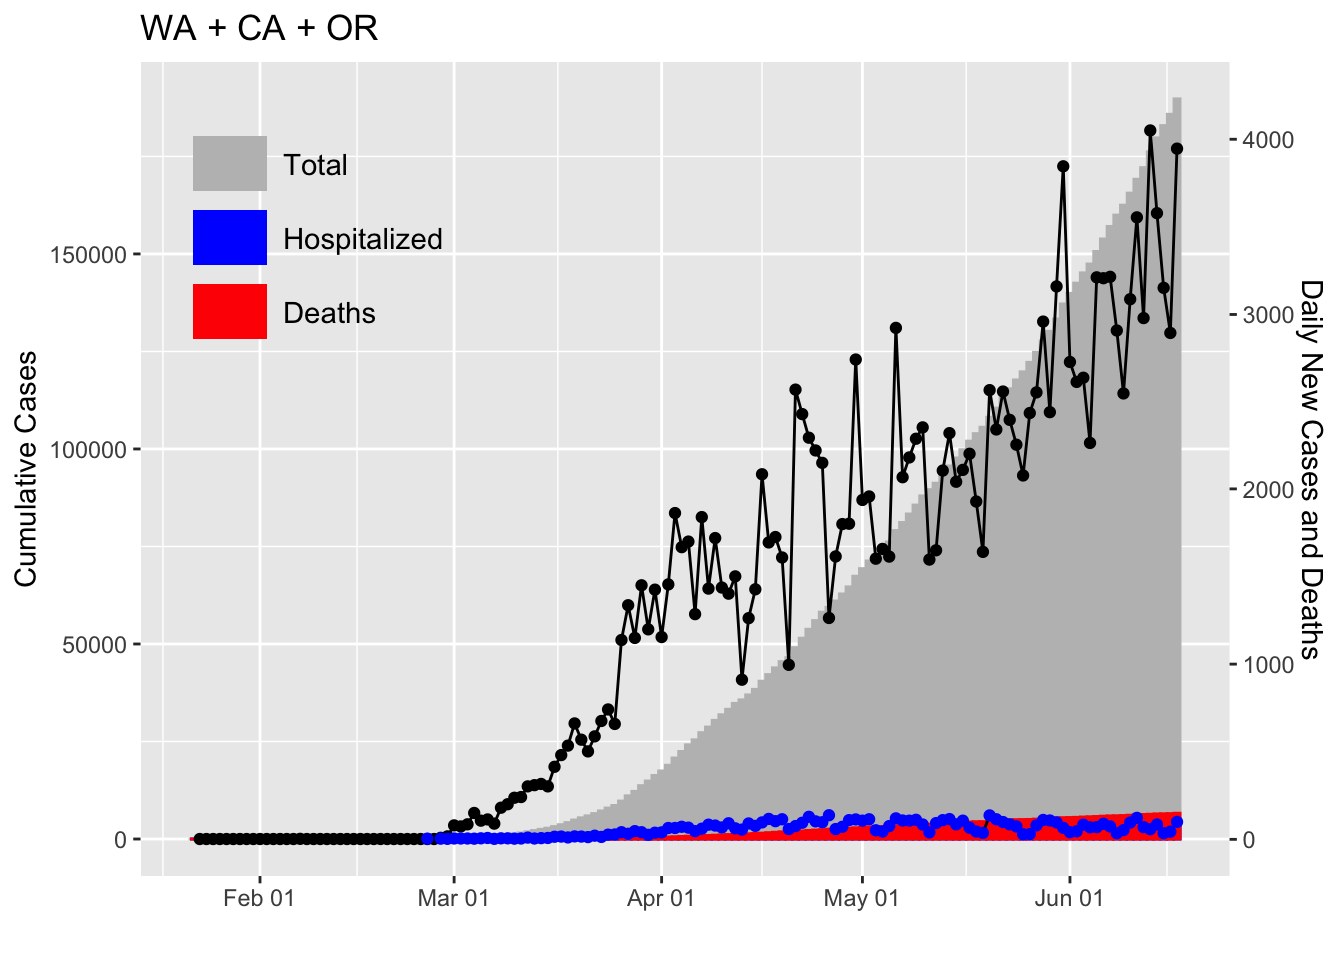 WA + CA + OR
Total
Hospitalized
Deaths
Cumulative Cases
150000
100000
50000
0
4000
3000
2000
1000
0
Daily New Cases and Deaths
Feb 01
Mar 01
Apr 01
May 01
Jun 01